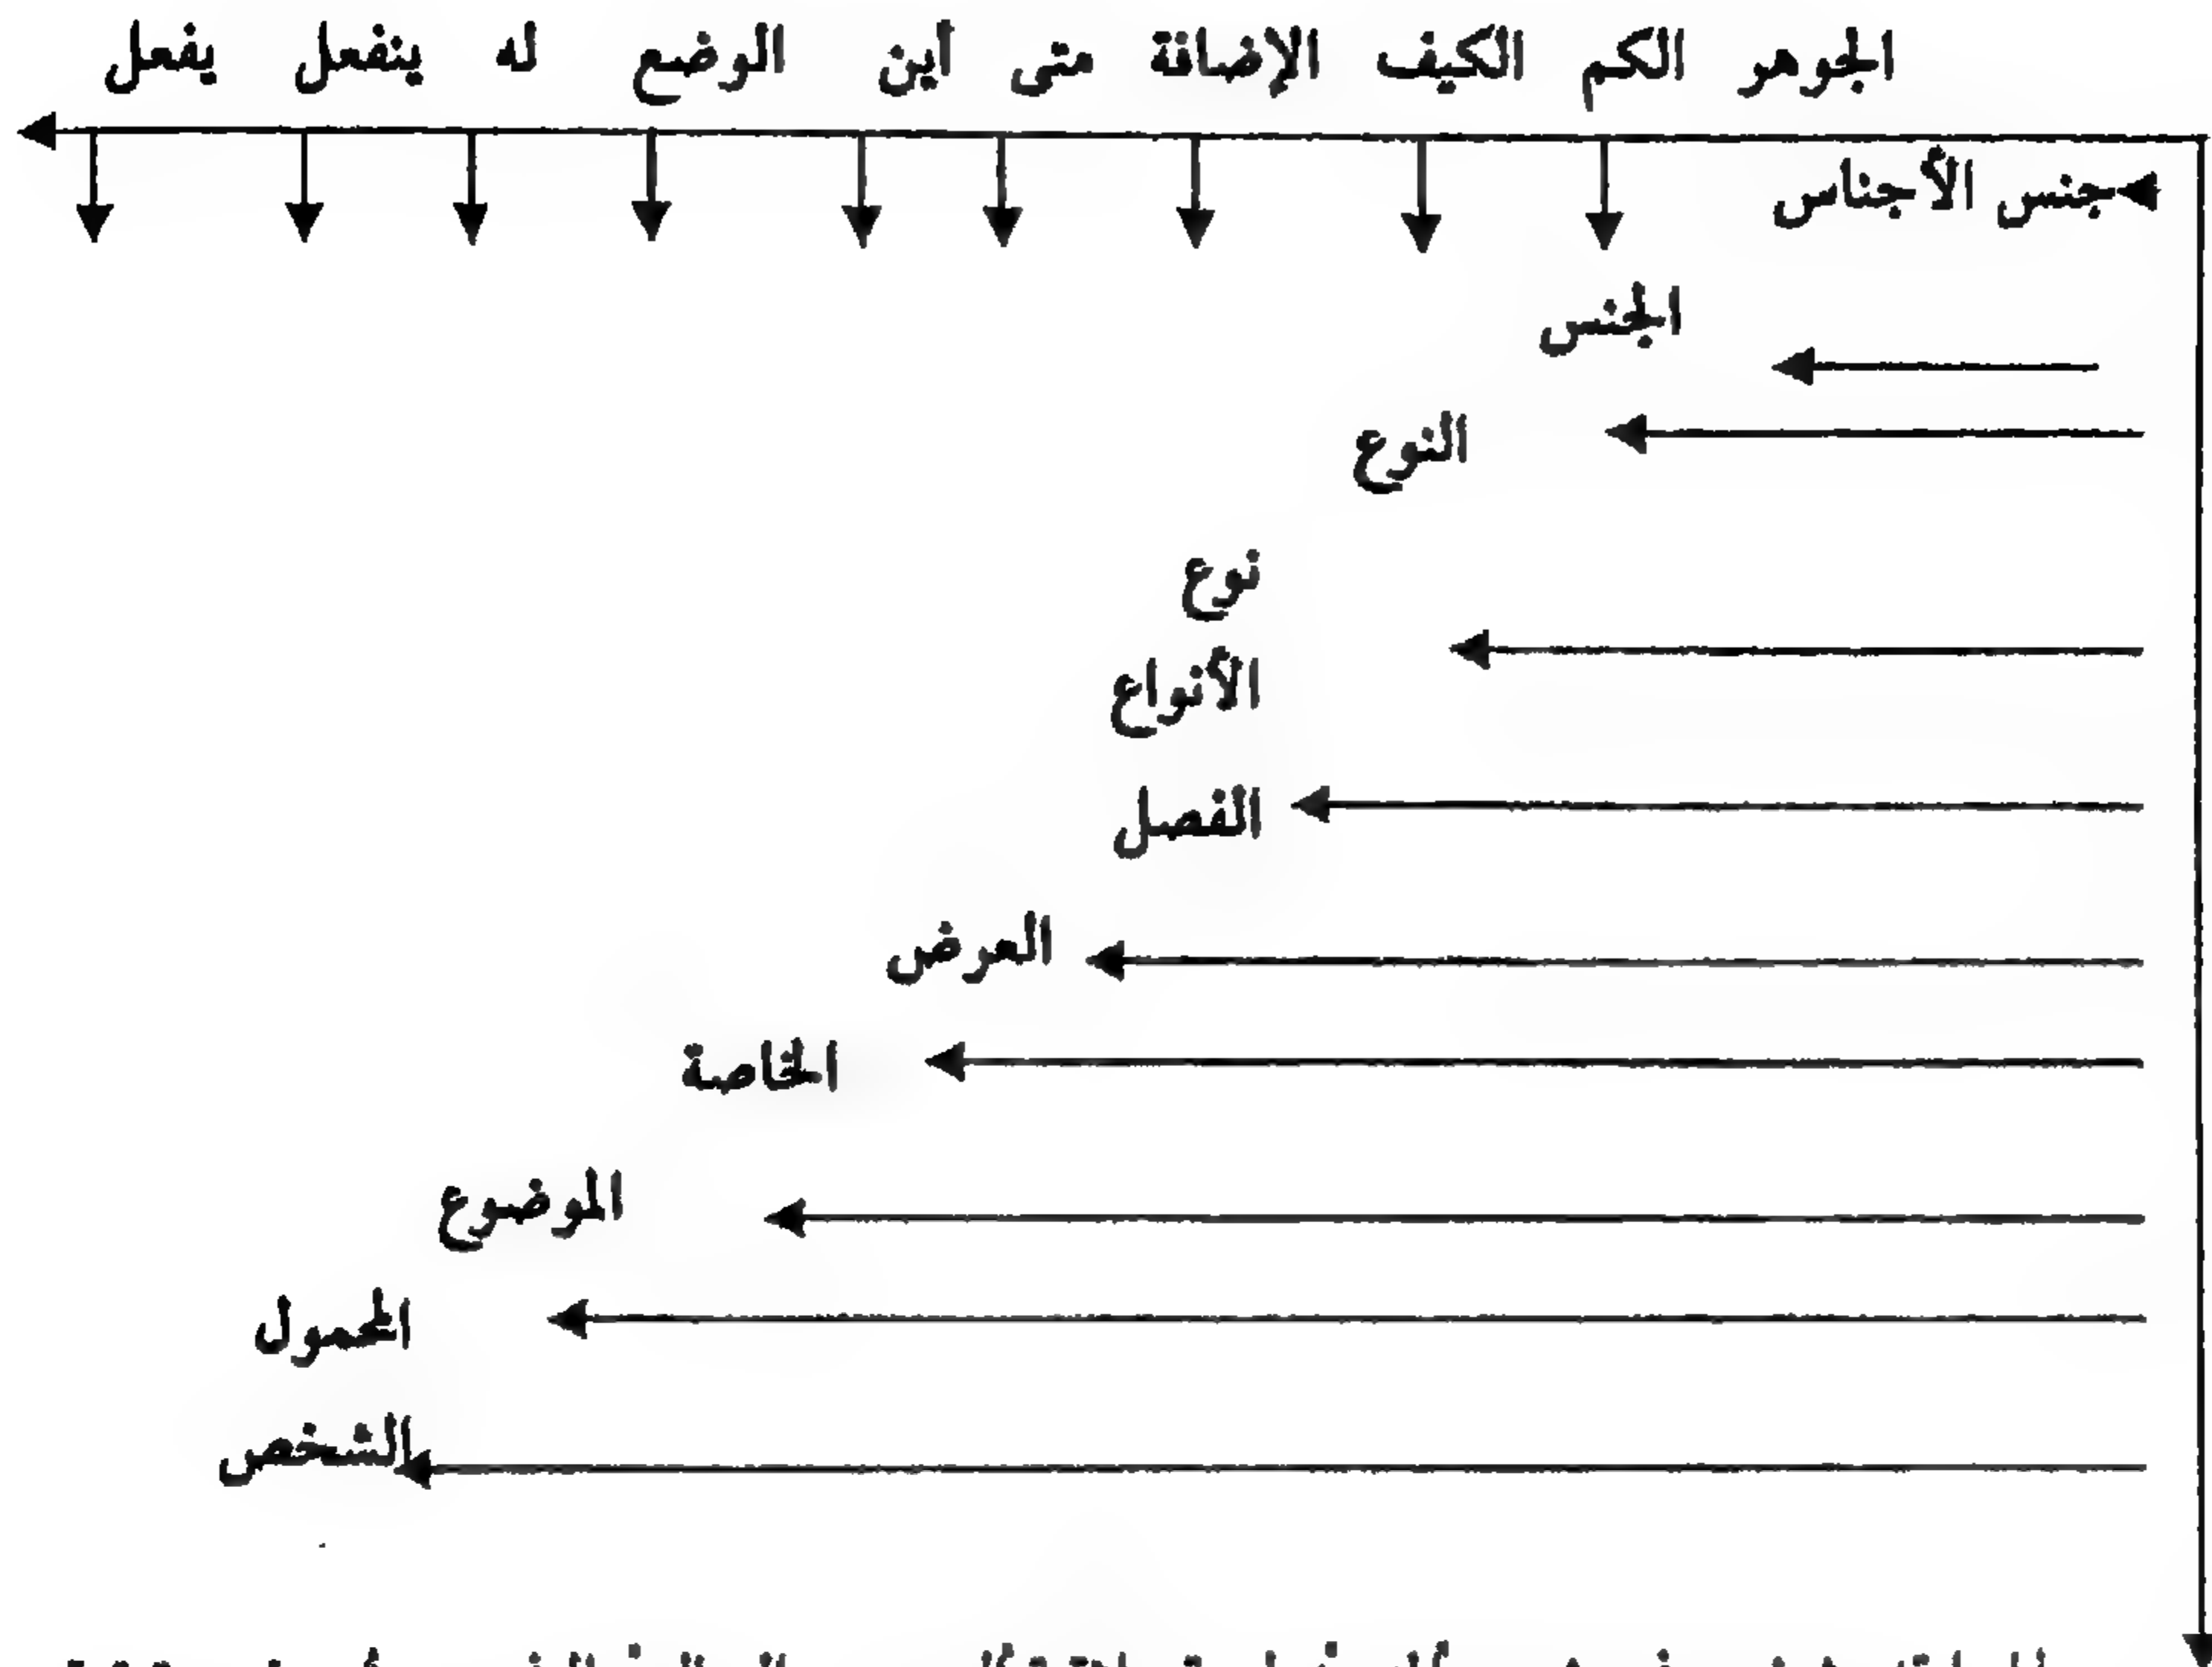 الجوهر الكم الكيف الإضافة متى أين الوضع له ينفعل يفعل
جنس الأجناس
الجنس
النوع
نوع
الأنواع
الفصل
العرض
الخاصة
الموضوع
المحمول
الشخص